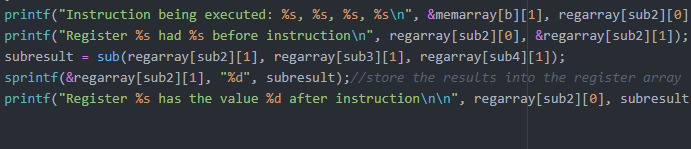 printf("Instruction being executed: %s, %s, %s, %s\n", &memarray[b][1], regarray[sub2][0]
printf("Register %s had %s before instruction\n", regarray[sub2][0], &regarray[sub2][1]);
subresult = sub(regarray[sub2][1], regarray[sub3][1], regarray[sub4][1]);
sprintf(&regarray[sub2][1], "%d", subresult);//store the results into the register array
printf("Register %s has the value %d after instruction\n\n", regarray[sub2][0], subresult